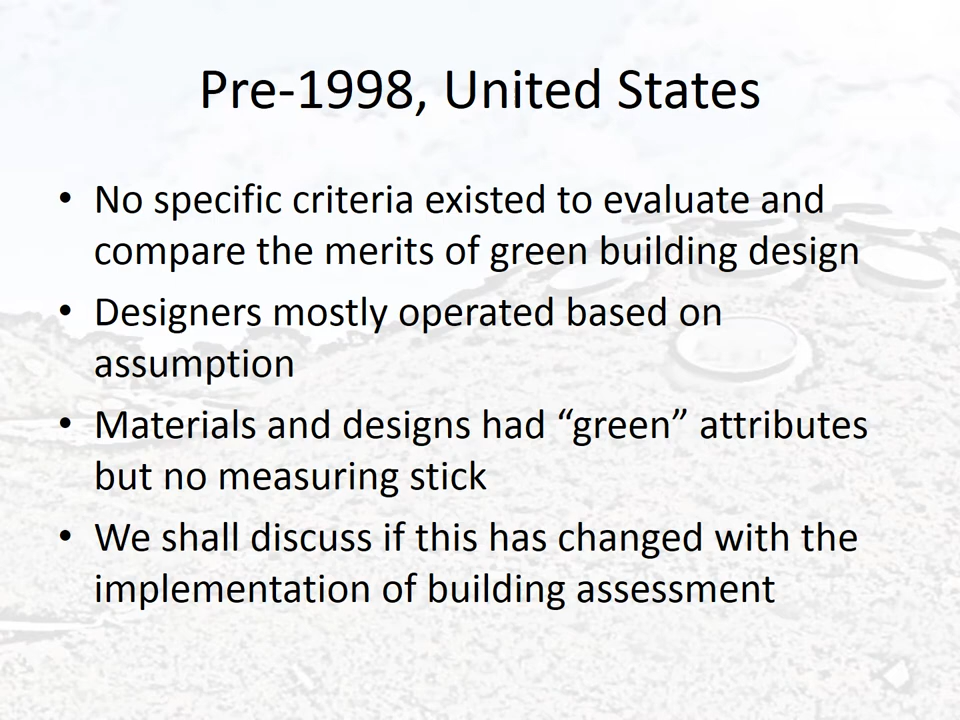 Pre-1998, United States
• No specific criteria existed to evaluate and
compare the merits of green building design
• Designers mostly operated based on
assumption
• Materials and designs had “green” attributes
but no measuring stick
• We shall discuss if this has changed with the
implementation of building assessment